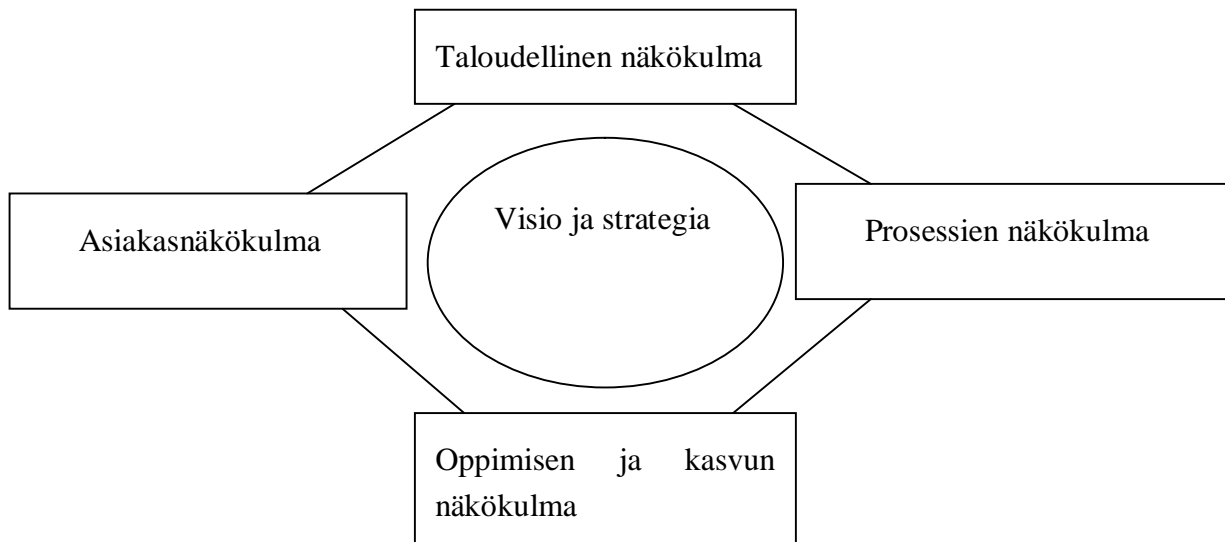 Taloudellinen näkökulma
Asiakasnäkökulma
Visio ja strategia
Prosessien näkökulma
Oppimisen ja kasvun
näkökulma